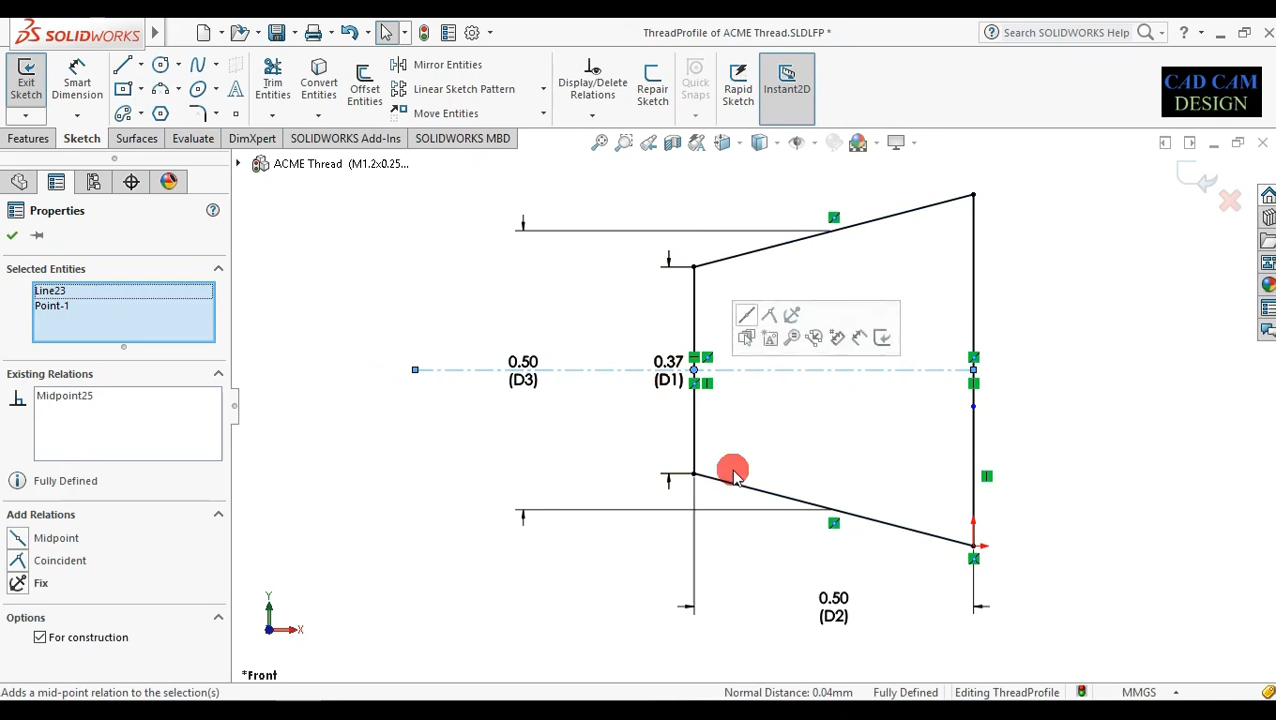 SOLIDWORKS
ThreadProfile of ACME Thread.SLDLFP *
Search SOLIDWORKS Help
?
Exit Sketch
Smart Dimension
Trim Entities
Convert Entities
Offset Entities
Mirror Entities
Linear Sketch Pattern
Move Entities
Display/Delete Relations
Repair Sketch
Quick Snaps
Rapid Sketch
Instant2D
CAD CAM
DESIGN
Features
Sketch
Surfaces
Evaluate
DimXpert
SOLIDWORKS Add-Ins
SOLIDWORKS MBD
ACME Thread (M1.2x0.25...
Properties
?
Selected Entities
Line23
Point-1
Existing Relations
Midpoint25
Fully Defined
Add Relations
Midpoint
Coincident
Fix
Options
For construction
0.50
(D3)
0.37
(D1)
0.50
(D2)
Y
X
*Front
Adds a mid-point relation to the selection(s)
Normal Distance: 0.04mm
Fully Defined
Editing ThreadProfile
MMGS